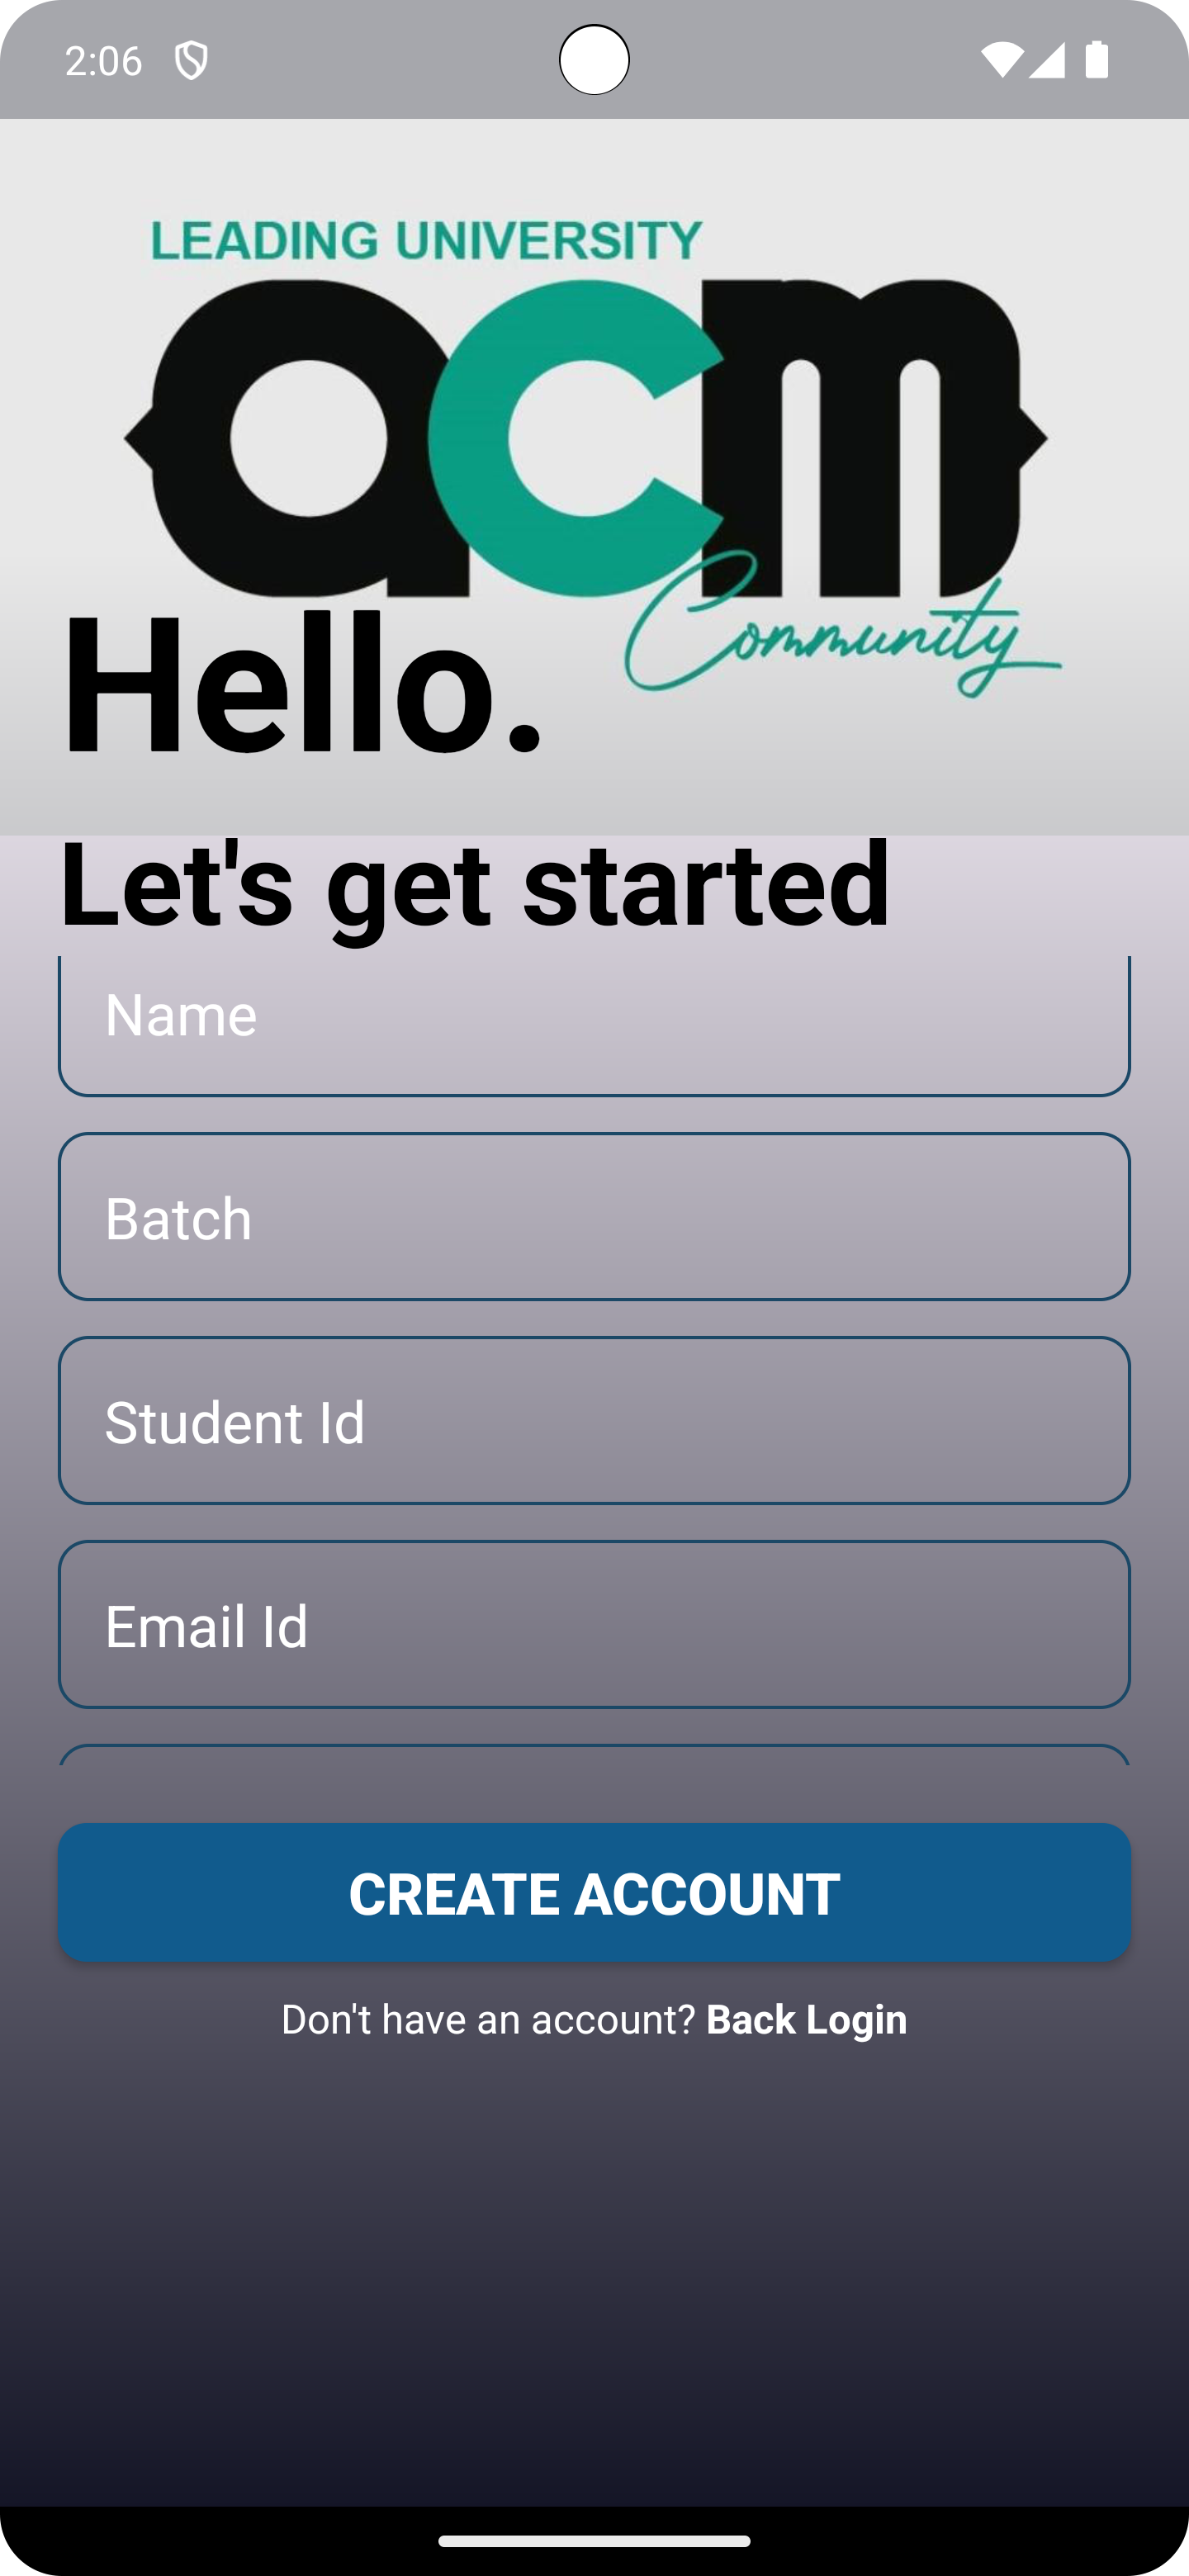 2:06
LEADING UNIVERSITY
acm
Community
Hello.
Let's get started
Name
Batch
Student Id
Email Id
CREATE ACCOUNT
Don't have an account? Back Login